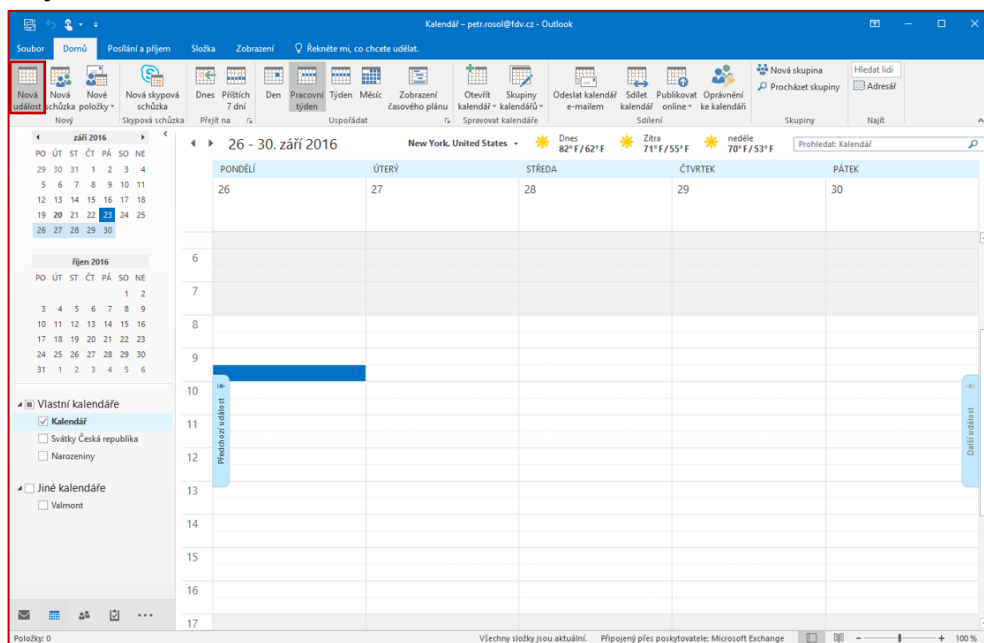 Kalendář – petr.rosol@fdv.cz - Outlook
Soubor Domů Posílání a příjem Složka Zobrazení Řekněte mi, co chcete udělat.
Nová událost Nová schůzka Nové položky Nová skypová schůzka Dnes Příštích 7 dní Den Pracovní týden Týden Měsíc Zobrazení časového plánu Otevřít kalendář Skupiny kalendářů Odeslat kalendář e-mailem Sdílet kalendář Publikovat online Oprávnění ke kalendáři Nová skupina Procházet skupiny Hledat lidi Adresář
Nový Skypová schůzka Přejít na Uspořádat Spravovat kalendáře Sdílení Skupiny Najít
září 2016
PO ÚT ST ČT PÁ SO NE
29 30 31 1 2 3 4
5 6 7 8 9 10 11
12 13 14 15 16 17 18
19 20 21 22 23 24 25
26 27 28 29 30
říjen 2016
PO ÚT ST ČT PÁ SO NE
1 2
3 4 5 6 7 8 9
10 11 12 13 14 15 16
17 18 19 20 21 22 23
24 25 26 27 28 29 30
31 1 2 3 4 5 6
Vlastní kalendáře
Kalendář
Svátky Česká republika
Narozeniny
Jiné kalendáře
Valmont
26 - 30. září 2016 New York, United States Dnes 82° F / 62° F Zítra 71° F / 55° F neděle 70° F / 53° F Prohledat: Kalendář
PONDĚLÍ ÚTERÝ STŘEDA ČTVRTEK PÁTEK
26 27 28 29 30
6
7
8
9
10
11
12
13
14
15
16
17
Předchozí událost
Další událost
Položky: 0 Všechny složky jsou aktuální. Připojený přes poskytovatele: Microsoft Exchange 100 %